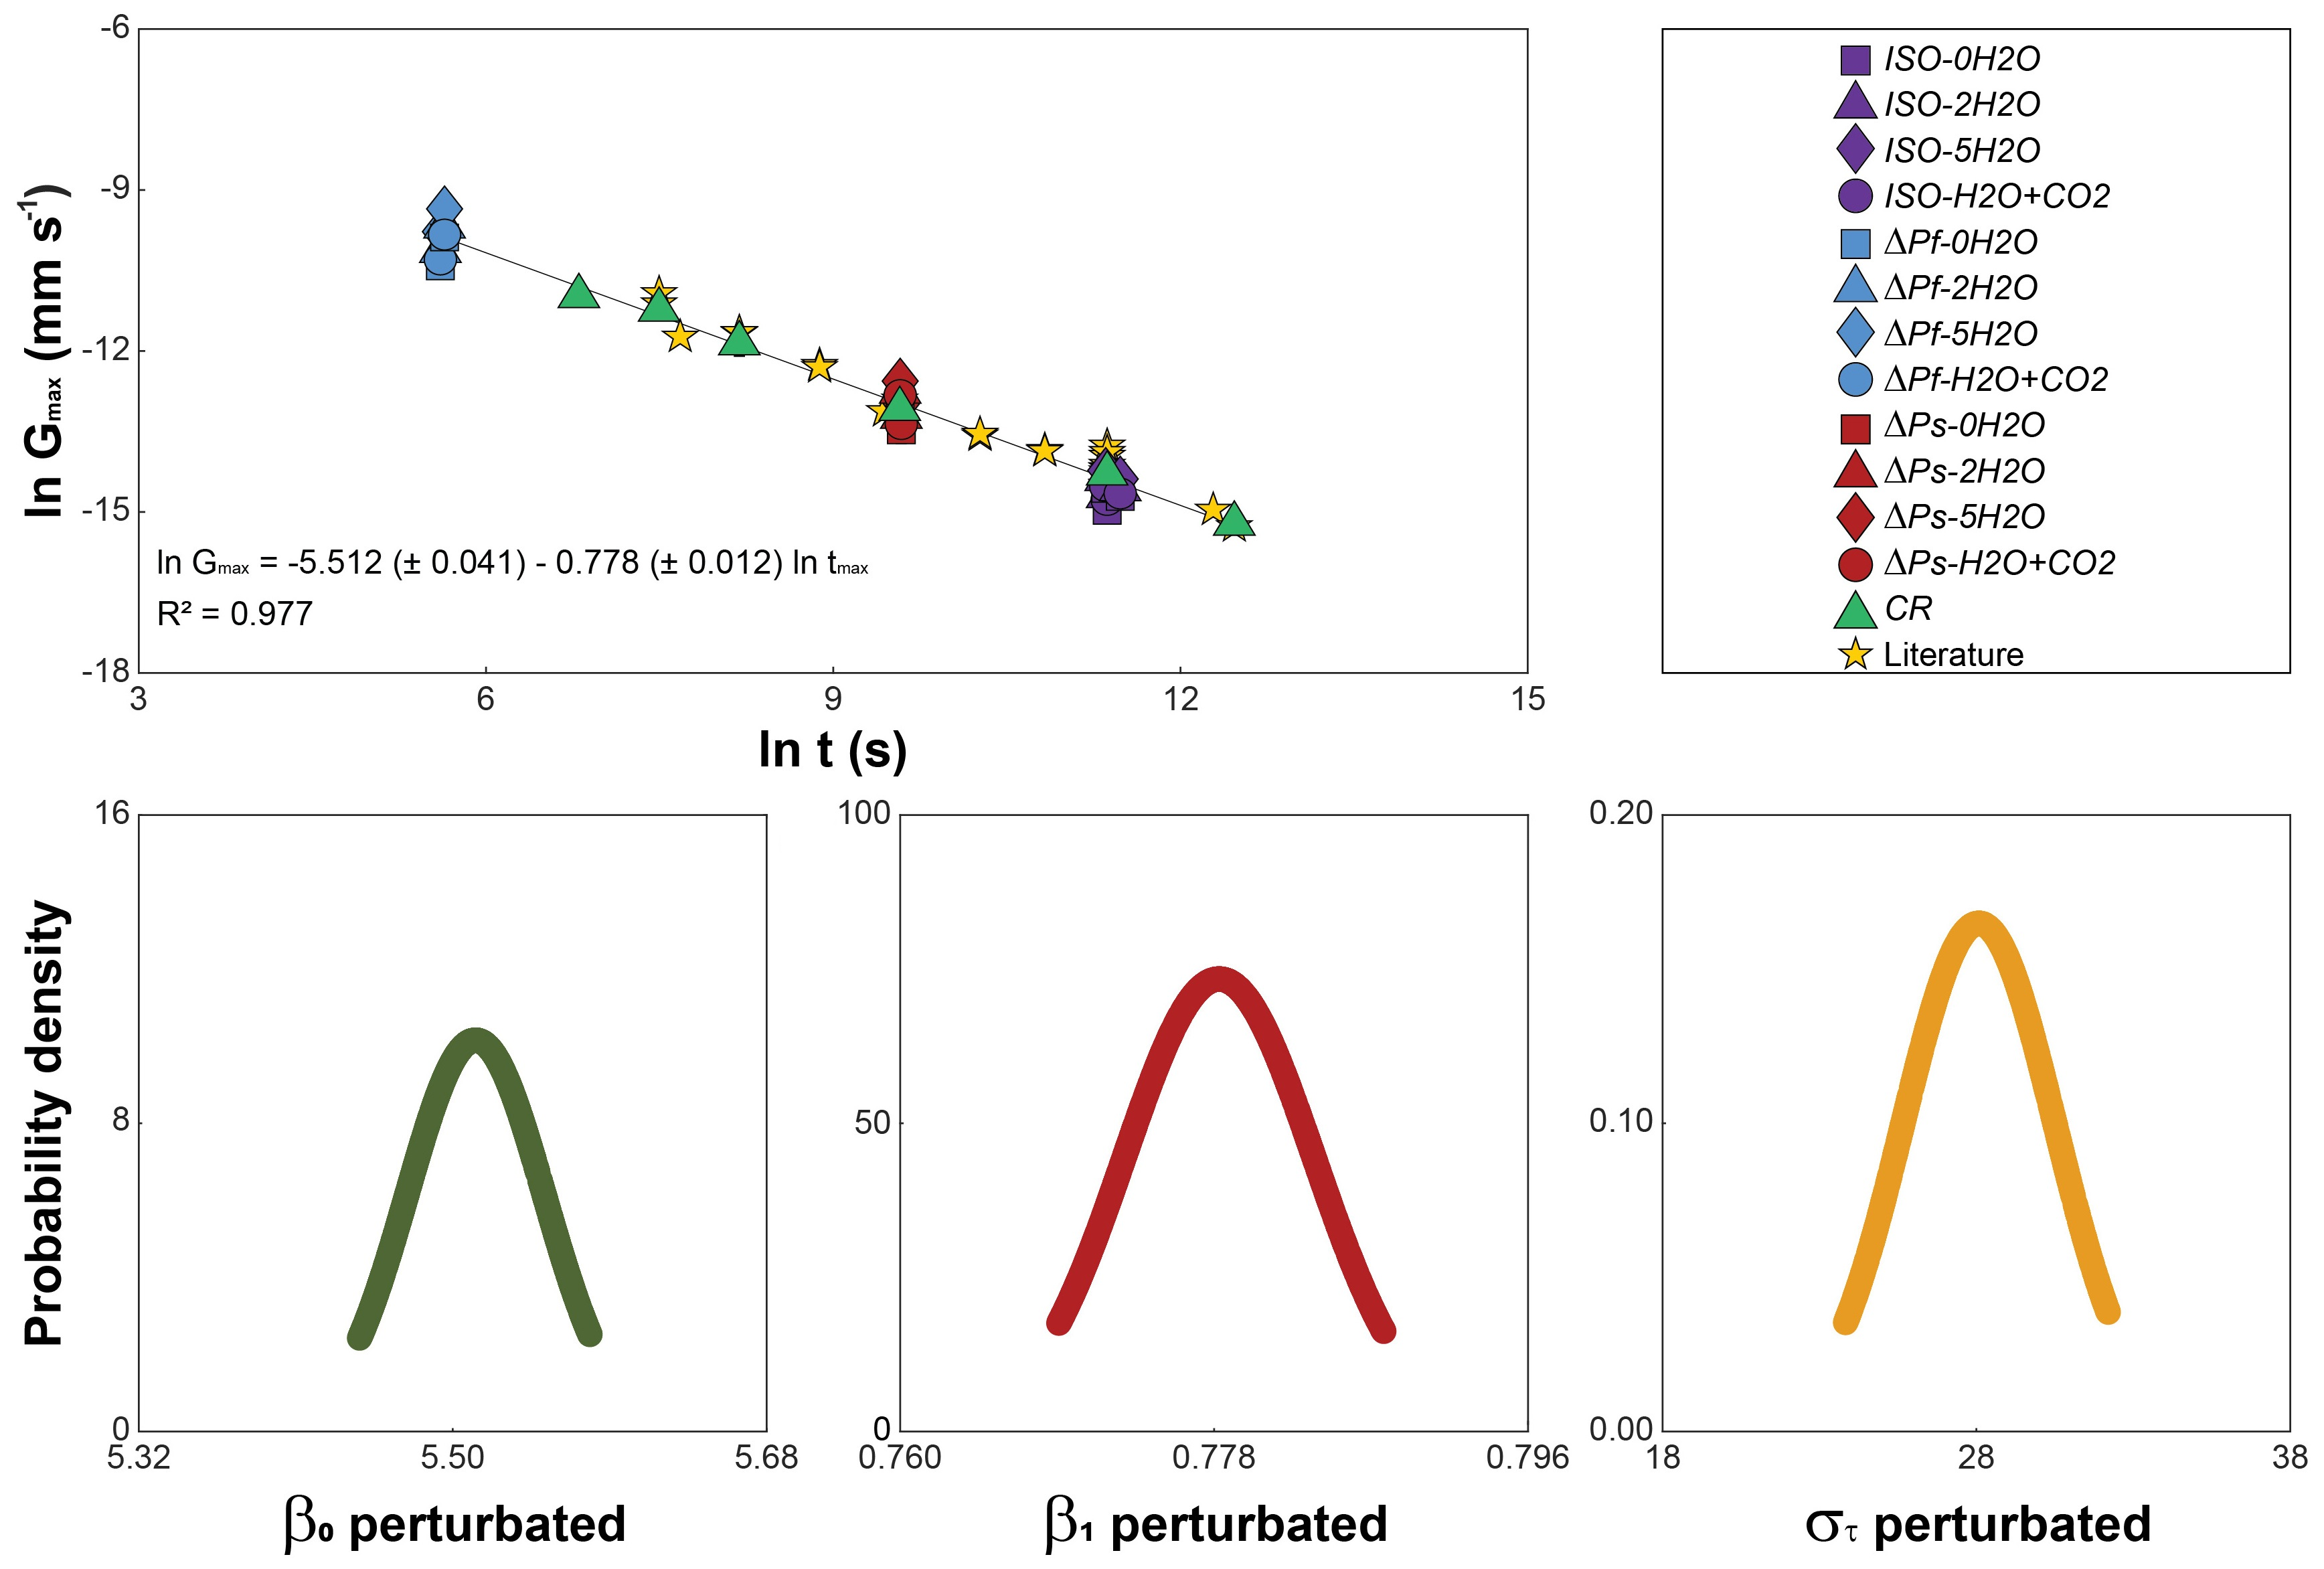 -6
-9
-12
-15
-18
ln Gmax (mm s-1)
ln Gmax = -5.512 (± 0.041) - 0.778 (± 0.012) ln tmax
R² = 0.977
3 6 9 12 15
ln t (s)
ISO-0H2O
ISO-2H2O
ISO-5H2O
ISO-H2O+CO2
ΔPf-0H2O
ΔPf-2H2O
ΔPf-5H2O
ΔPf-H2O+CO2
ΔPs-0H2O
ΔPs-2H2O
ΔPs-5H2O
ΔPs-H2O+CO2
CR
Literature
Probability density
16
8
0
5.32 5.50 5.68
β0 perturbated
100
50
0
0.760 0.778 0.796
β1 perturbated
0.20
0.10
0.00
18 28 38
στ perturbated